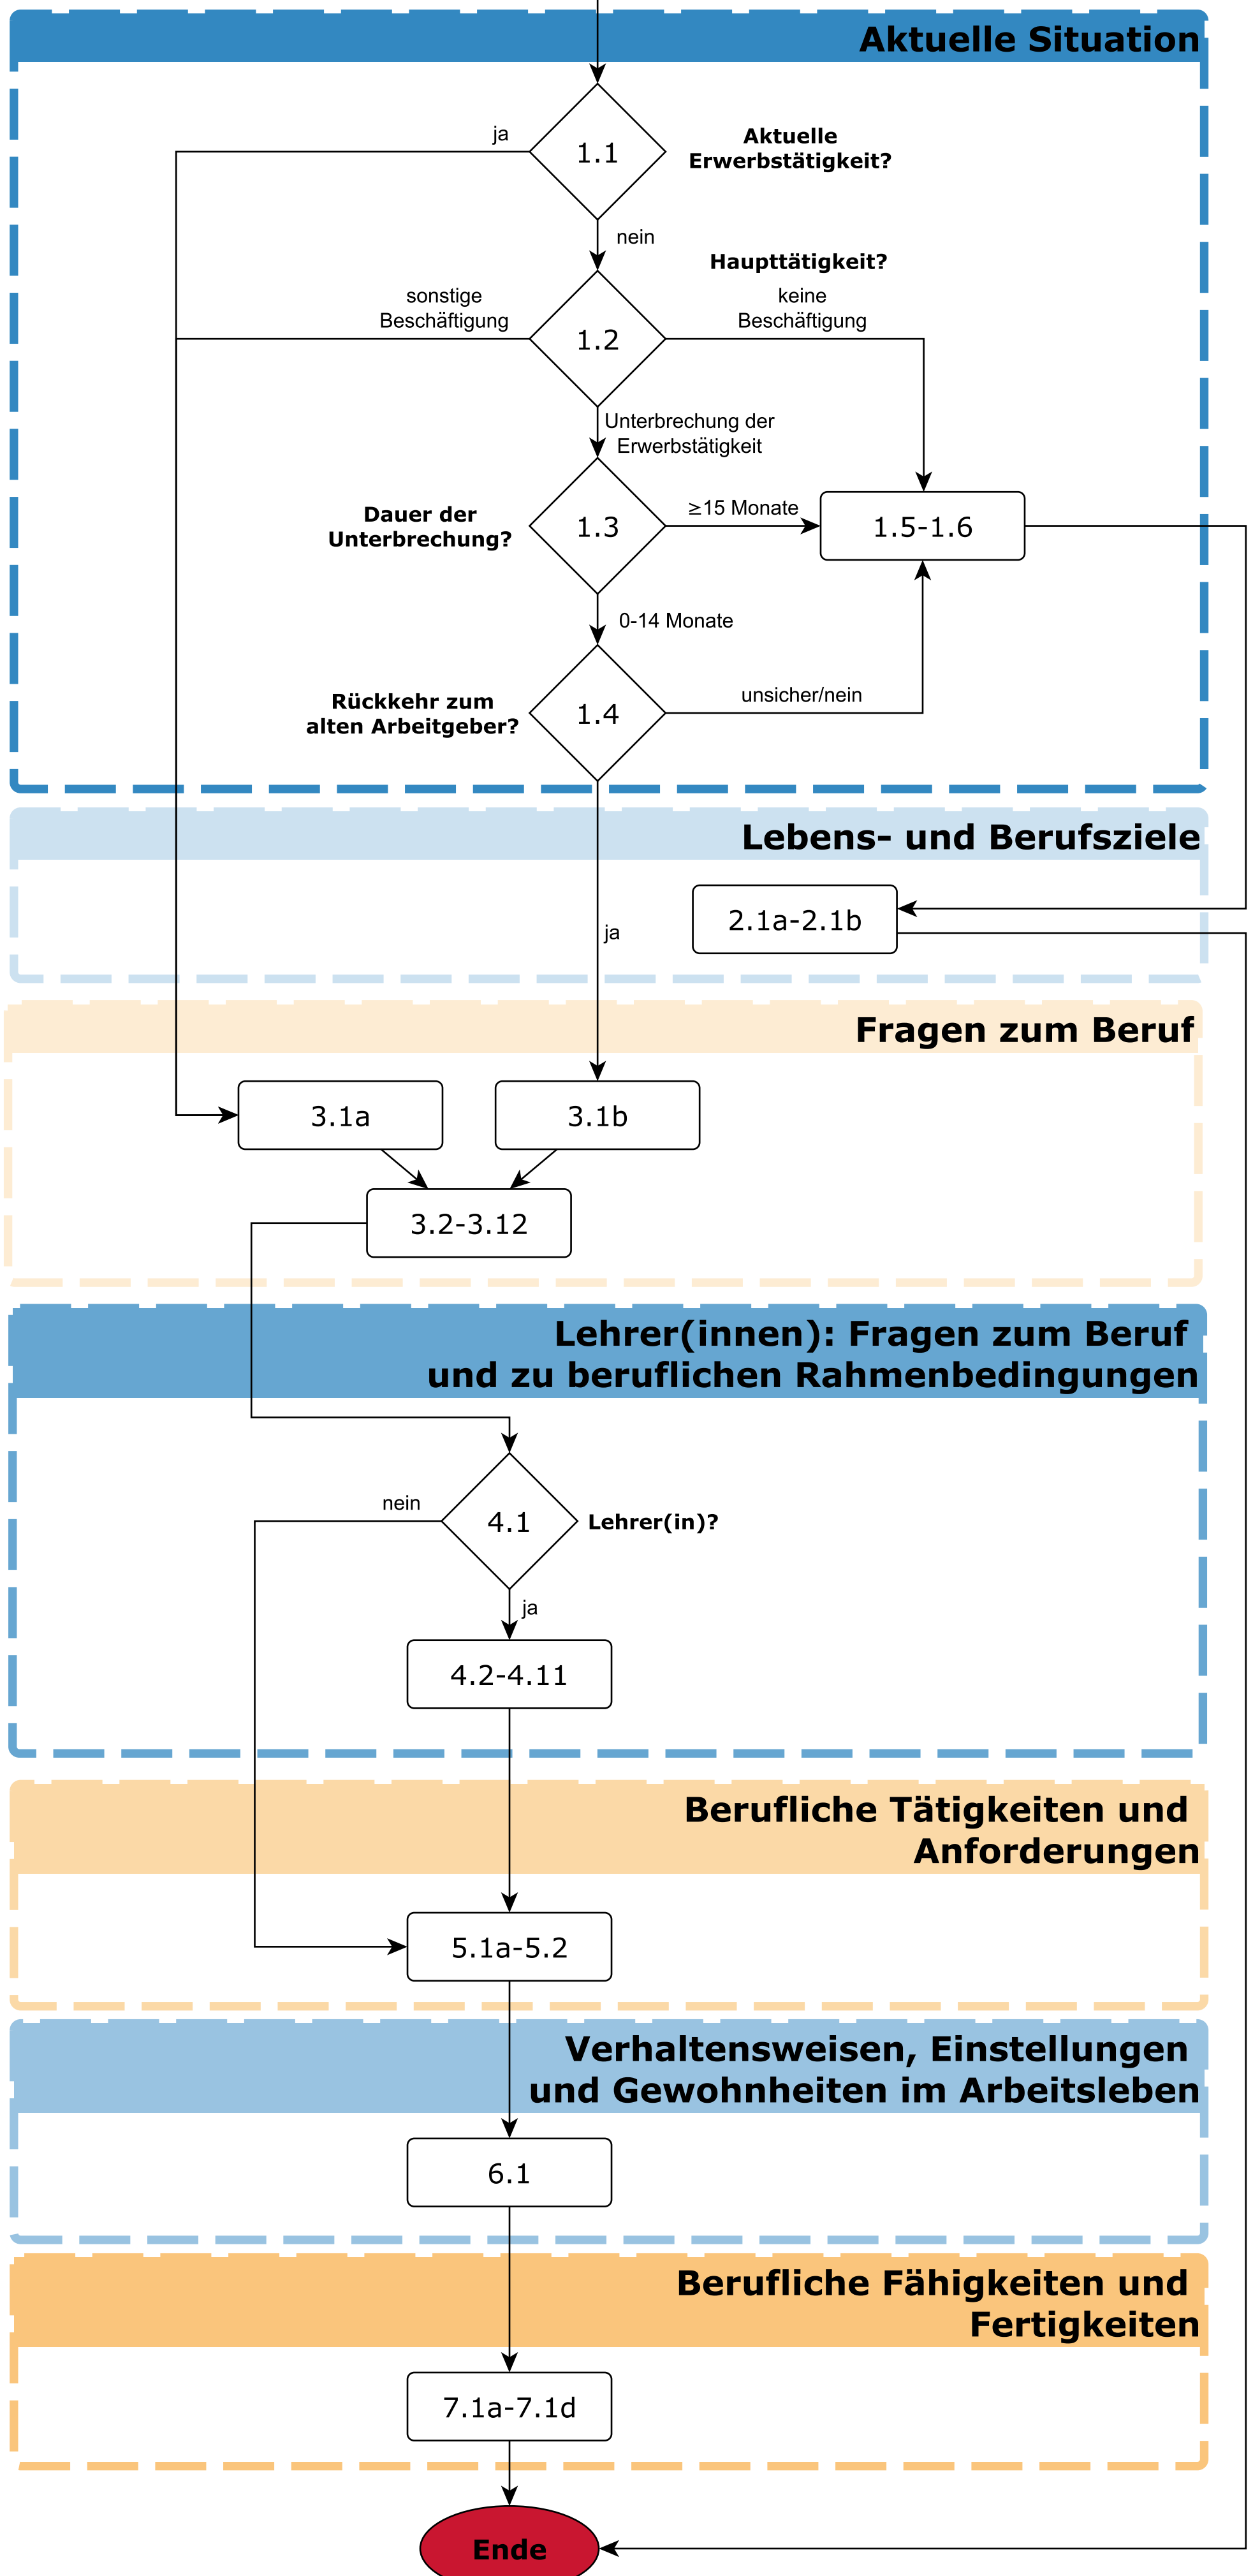 Aktuelle Situation
ja
1.1
Aktuelle
Erwerbstätigkeit?
nein
Haupttätigkeit?
sonstige
Beschäftigung
keine
Beschäftigung
1.2
Unterbrechung der
Erwerbstätigkeit
Dauer der
Unterbrechung?
1.3
≥15 Monate
1.5-1.6
0-14 Monate
Rückkehr zum
alten Arbeitgeber?
1.4
unsicher/nein
Lebens- und Berufsziele
2.1a-2.1b
ja
Fragen zum Beruf
3.1a
3.1b
3.2-3.12
Lehrer(innen): Fragen zum Beruf
und zu beruflichen Rahmenbedingungen
nein
4.1
Lehrer(in)?
ja
4.2-4.11
Berufliche Tätigkeiten und
Anforderungen
5.1a-5.2
Verhaltensweisen, Einstellungen
und Gewohnheiten im Arbeitsleben
6.1
Berufliche Fähigkeiten und
Fertigkeiten
7.1a-7.1d
Ende